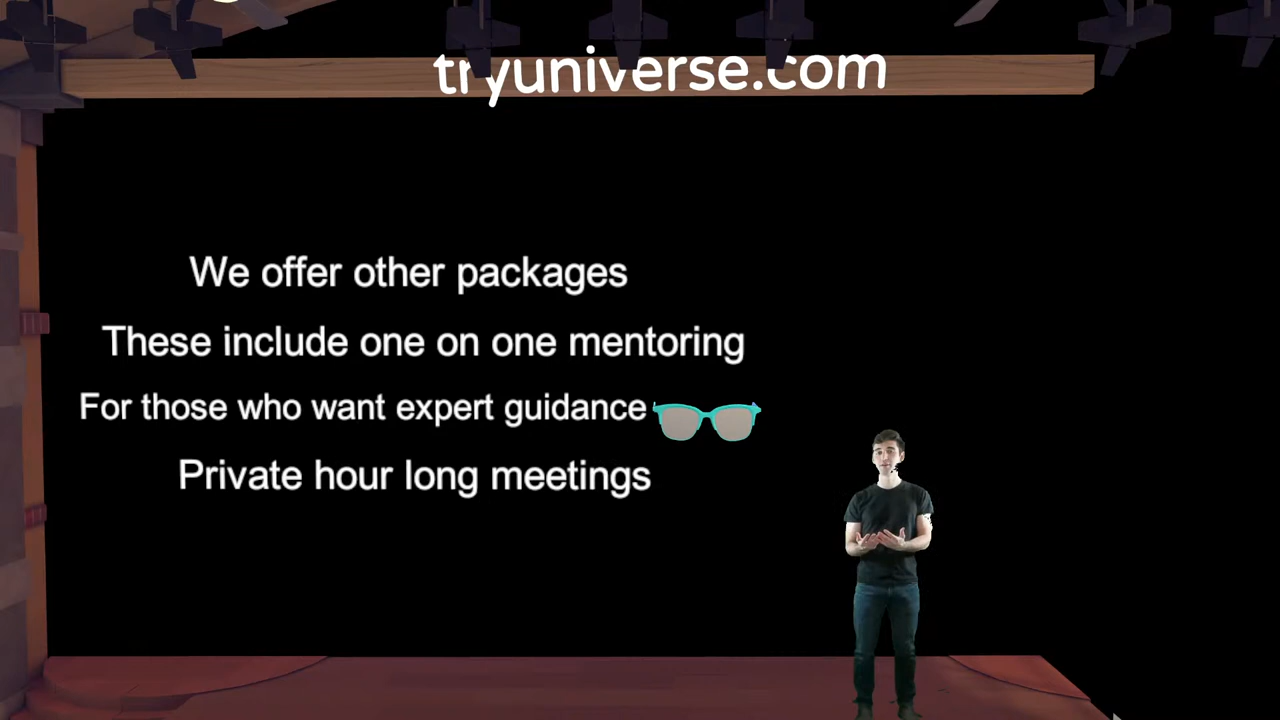 tryuniverse.com
We offer other packages
These include one on one mentoring
For those who want expert guidance
Private hour long meetings